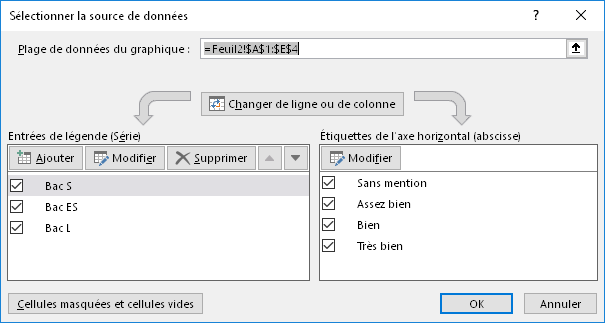 Sélectionner la source de données
Plage de données du graphique :
=Feuil2!$A$1:$E$4
Changer de ligne ou de colonne
Entrées de légende (Série)
Ajouter
Modifier
Supprimer
Bac S
Bac ES
Bac L
Étiquettes de l'axe horizontal (abscisse)
Modifier
Sans mention
Assez bien
Bien
Très bien
Cellules masquées et cellules vides
OK
Annuler